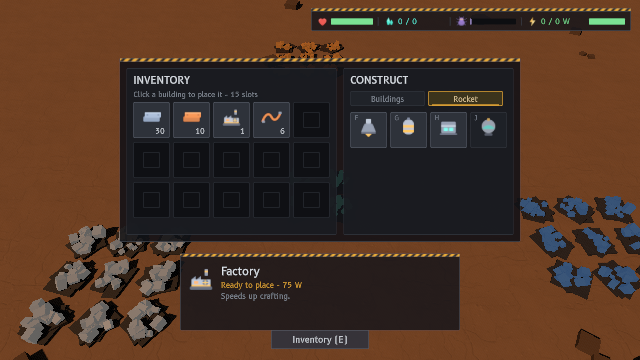 0 / 0
0 / 0 W
INVENTORY
Click a building to place it - 15 slots
30
10
1
6
CONSTRUCT
Buildings
Rocket
F
G
H
J
Factory
Ready to place - 75 W
Speeds up crafting.
Inventory [E]